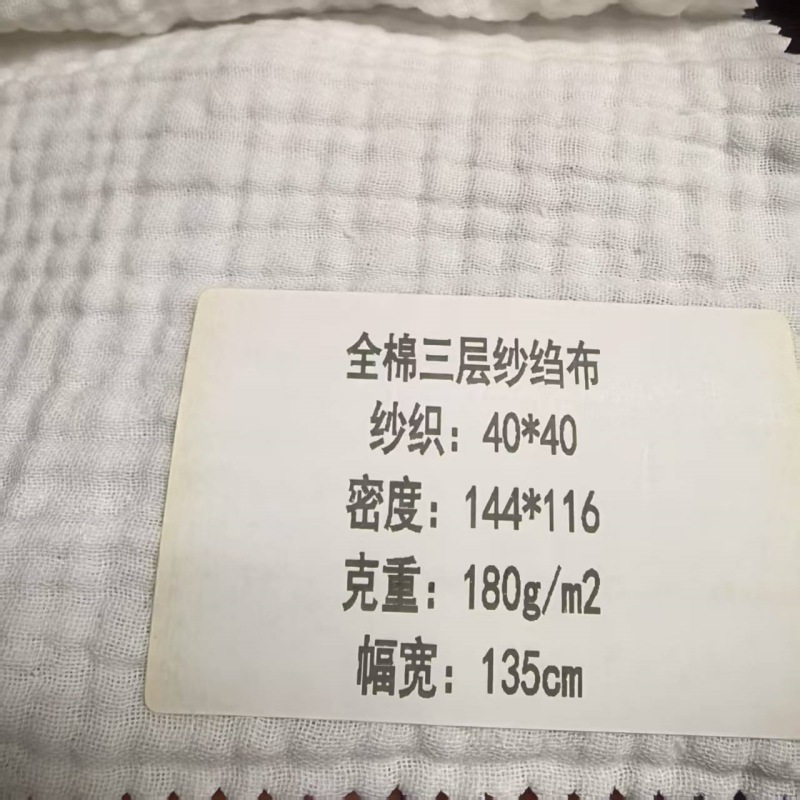 全棉三层纱绉布
纱织：40*40
密度：144*116
克重：180g/m2
幅宽：135cm